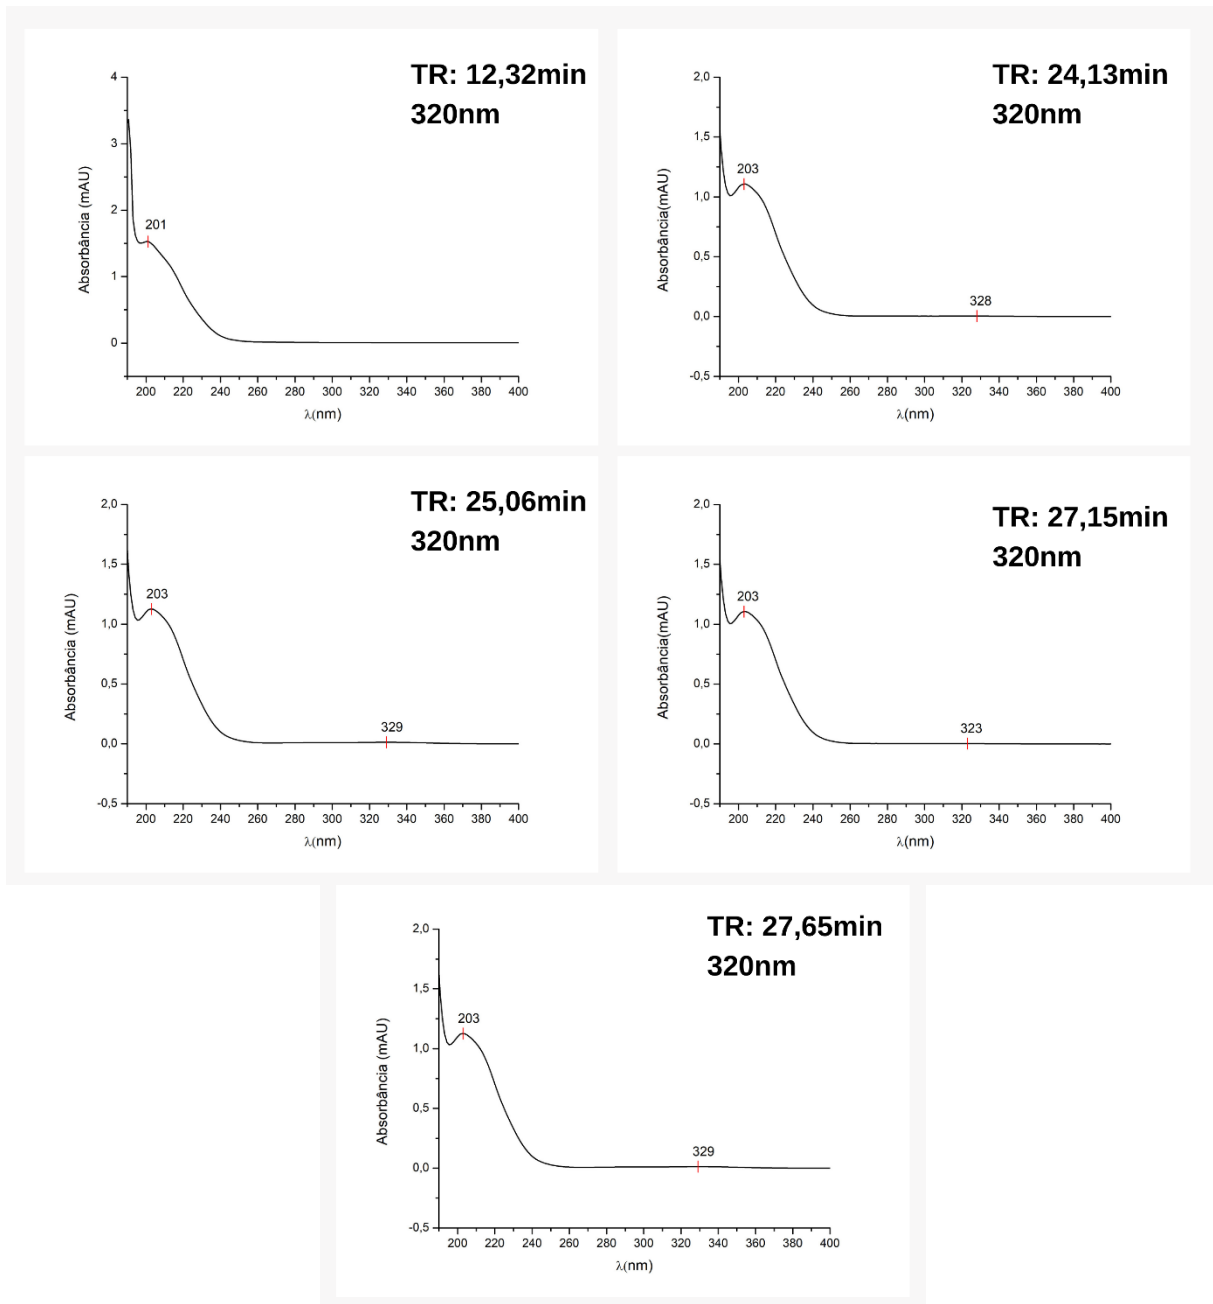 TR: 12,32min
320nm
4
3
2
1
0
201
Absorbância (mAU)
200 220 240 260 280 300 320 340 360 380 400
λ(nm)
TR: 24,13min
320nm
2,0
1,5
1,0
0,5
0,0
-0,5
203
328
Absorbância(mAU)
200 220 240 260 280 300 320 340 360 380 400
λ(nm)
TR: 25,06min
320nm
2,0
1,5
1,0
0,5
0,0
-0,5
203
329
Absorbância (mAU)
200 220 240 260 280 300 320 340 360 380 400
λ(nm)
TR: 27,15min
320nm
2,0
1,5
1,0
0,5
0,0
-0,5
203
323
Absorbância(mAU)
200 220 240 260 280 300 320 340 360 380 400
λ(nm)
TR: 27,65min
320nm
2,0
1,5
1,0
0,5
0,0
-0,5
203
329
Absorbância (mAU)
200 220 240 260 280 300 320 340 360 380 400
λ(nm)